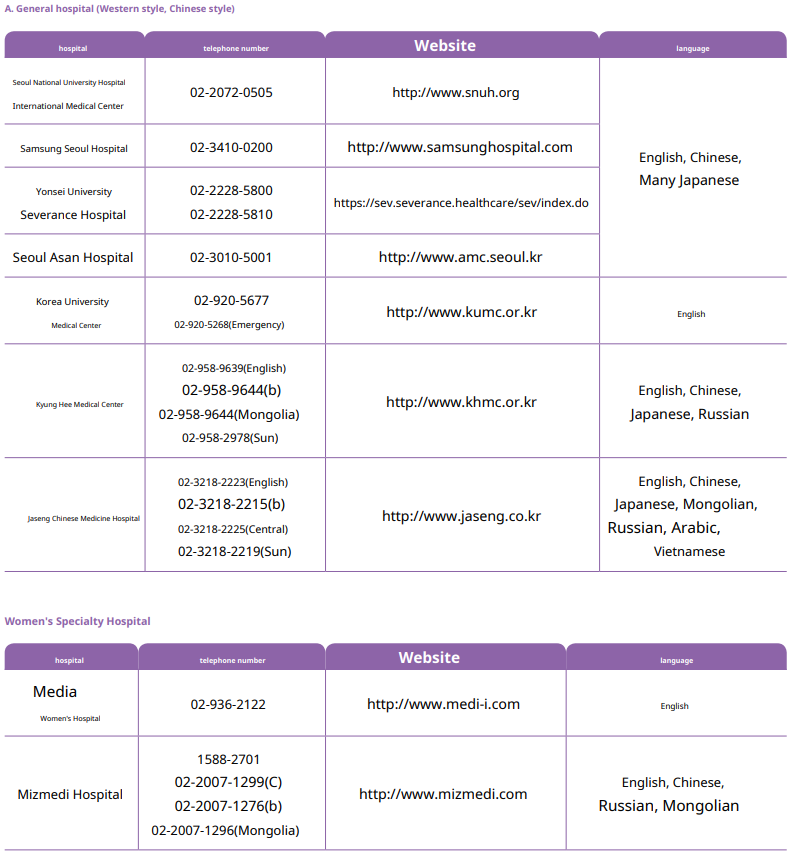 A. General hospital (Western style, Chinese style)
hospital
telephone number
Website
language
Seoul National University Hospital
International Medical Center
02-2072-0505
http://www.snuh.org
English, Chinese,
Many Japanese
Samsung Seoul Hospital
02-3410-0200
http://www.samsunghospital.com
Yonsei University
Severance Hospital
02-2228-5800
02-2228-5810
https://sev.severance.healthcare/sev/index.do
Seoul Asan Hospital
02-3010-5001
http://www.amc.seoul.kr
Korea University
Medical Center
02-920-5677
02-920-5268(Emergency)
http://www.kumc.or.kr
English
Kyung Hee Medical Center
02-958-9639(English)
02-958-9644(b)
02-958-9644(Mongolia)
02-958-2978(Sun)
http://www.khmc.or.kr
English, Chinese,
Japanese, Russian
Jaseng Chinese Medicine Hospital
02-3218-2223(English)
02-3218-2215(b)
02-3218-2225(Central)
02-3218-2219(Sun)
http://www.jaseng.co.kr
English, Chinese,
Japanese, Mongolian,
Russian, Arabic,
Vietnamese
Women's Specialty Hospital
hospital
telephone number
Website
language
Media
Women's Hospital
02-936-2122
http://www.medi-i.com
English
Mizmedi Hospital
1588-2701
02-2007-1299(C)
02-2007-1276(b)
02-2007-1296(Mongolia)
http://www.mizmedi.com
English, Chinese,
Russian, Mongolian